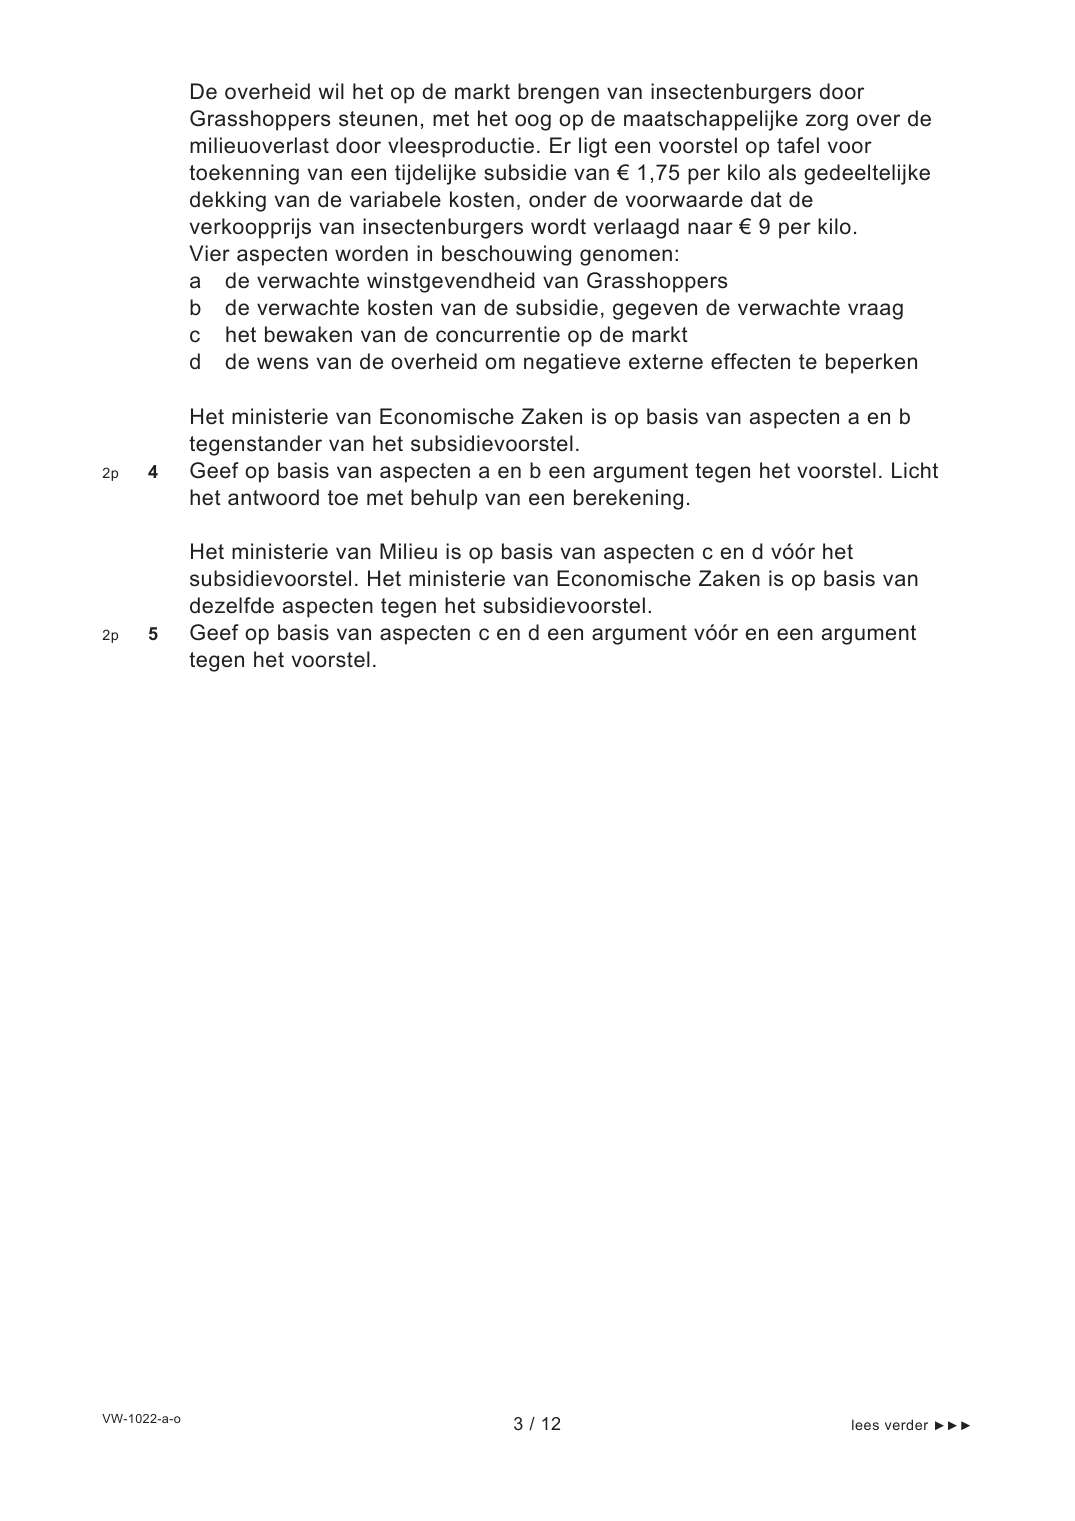 De overheid wil het op de markt brengen van insectenburgers door
Grasshoppers steunen, met het oog op de maatschappelijke zorg over de
milieuoverlast door vleesproductie. Er ligt een voorstel op tafel voor
toekenning van een tijdelijke subsidie van € 1,75 per kilo als gedeeltelijke
dekking van de variabele kosten, onder de voorwaarde dat de
verkoopprijs van insectenburgers wordt verlaagd naar € 9 per kilo.
Vier aspecten worden in beschouwing genomen:
a de verwachte winstgevendheid van Grasshoppers
b de verwachte kosten van de subsidie, gegeven de verwachte vraag
c het bewaken van de concurrentie op de markt
d de wens van de overheid om negatieve externe effecten te beperken
Het ministerie van Economische Zaken is op basis van aspecten a en b
tegenstander van het subsidievoorstel.
2p 4 Geef op basis van aspecten a en b een argument tegen het voorstel. Licht
het antwoord toe met behulp van een berekening.
Het ministerie van Milieu is op basis van aspecten c en d vóór het
subsidievoorstel. Het ministerie van Economische Zaken is op basis van
dezelfde aspecten tegen het subsidievoorstel.
2p 5 Geef op basis van aspecten c en d een argument vóór en een argument
tegen het voorstel.
VW-1022-a-o 3 / 12 lees verder ►►►